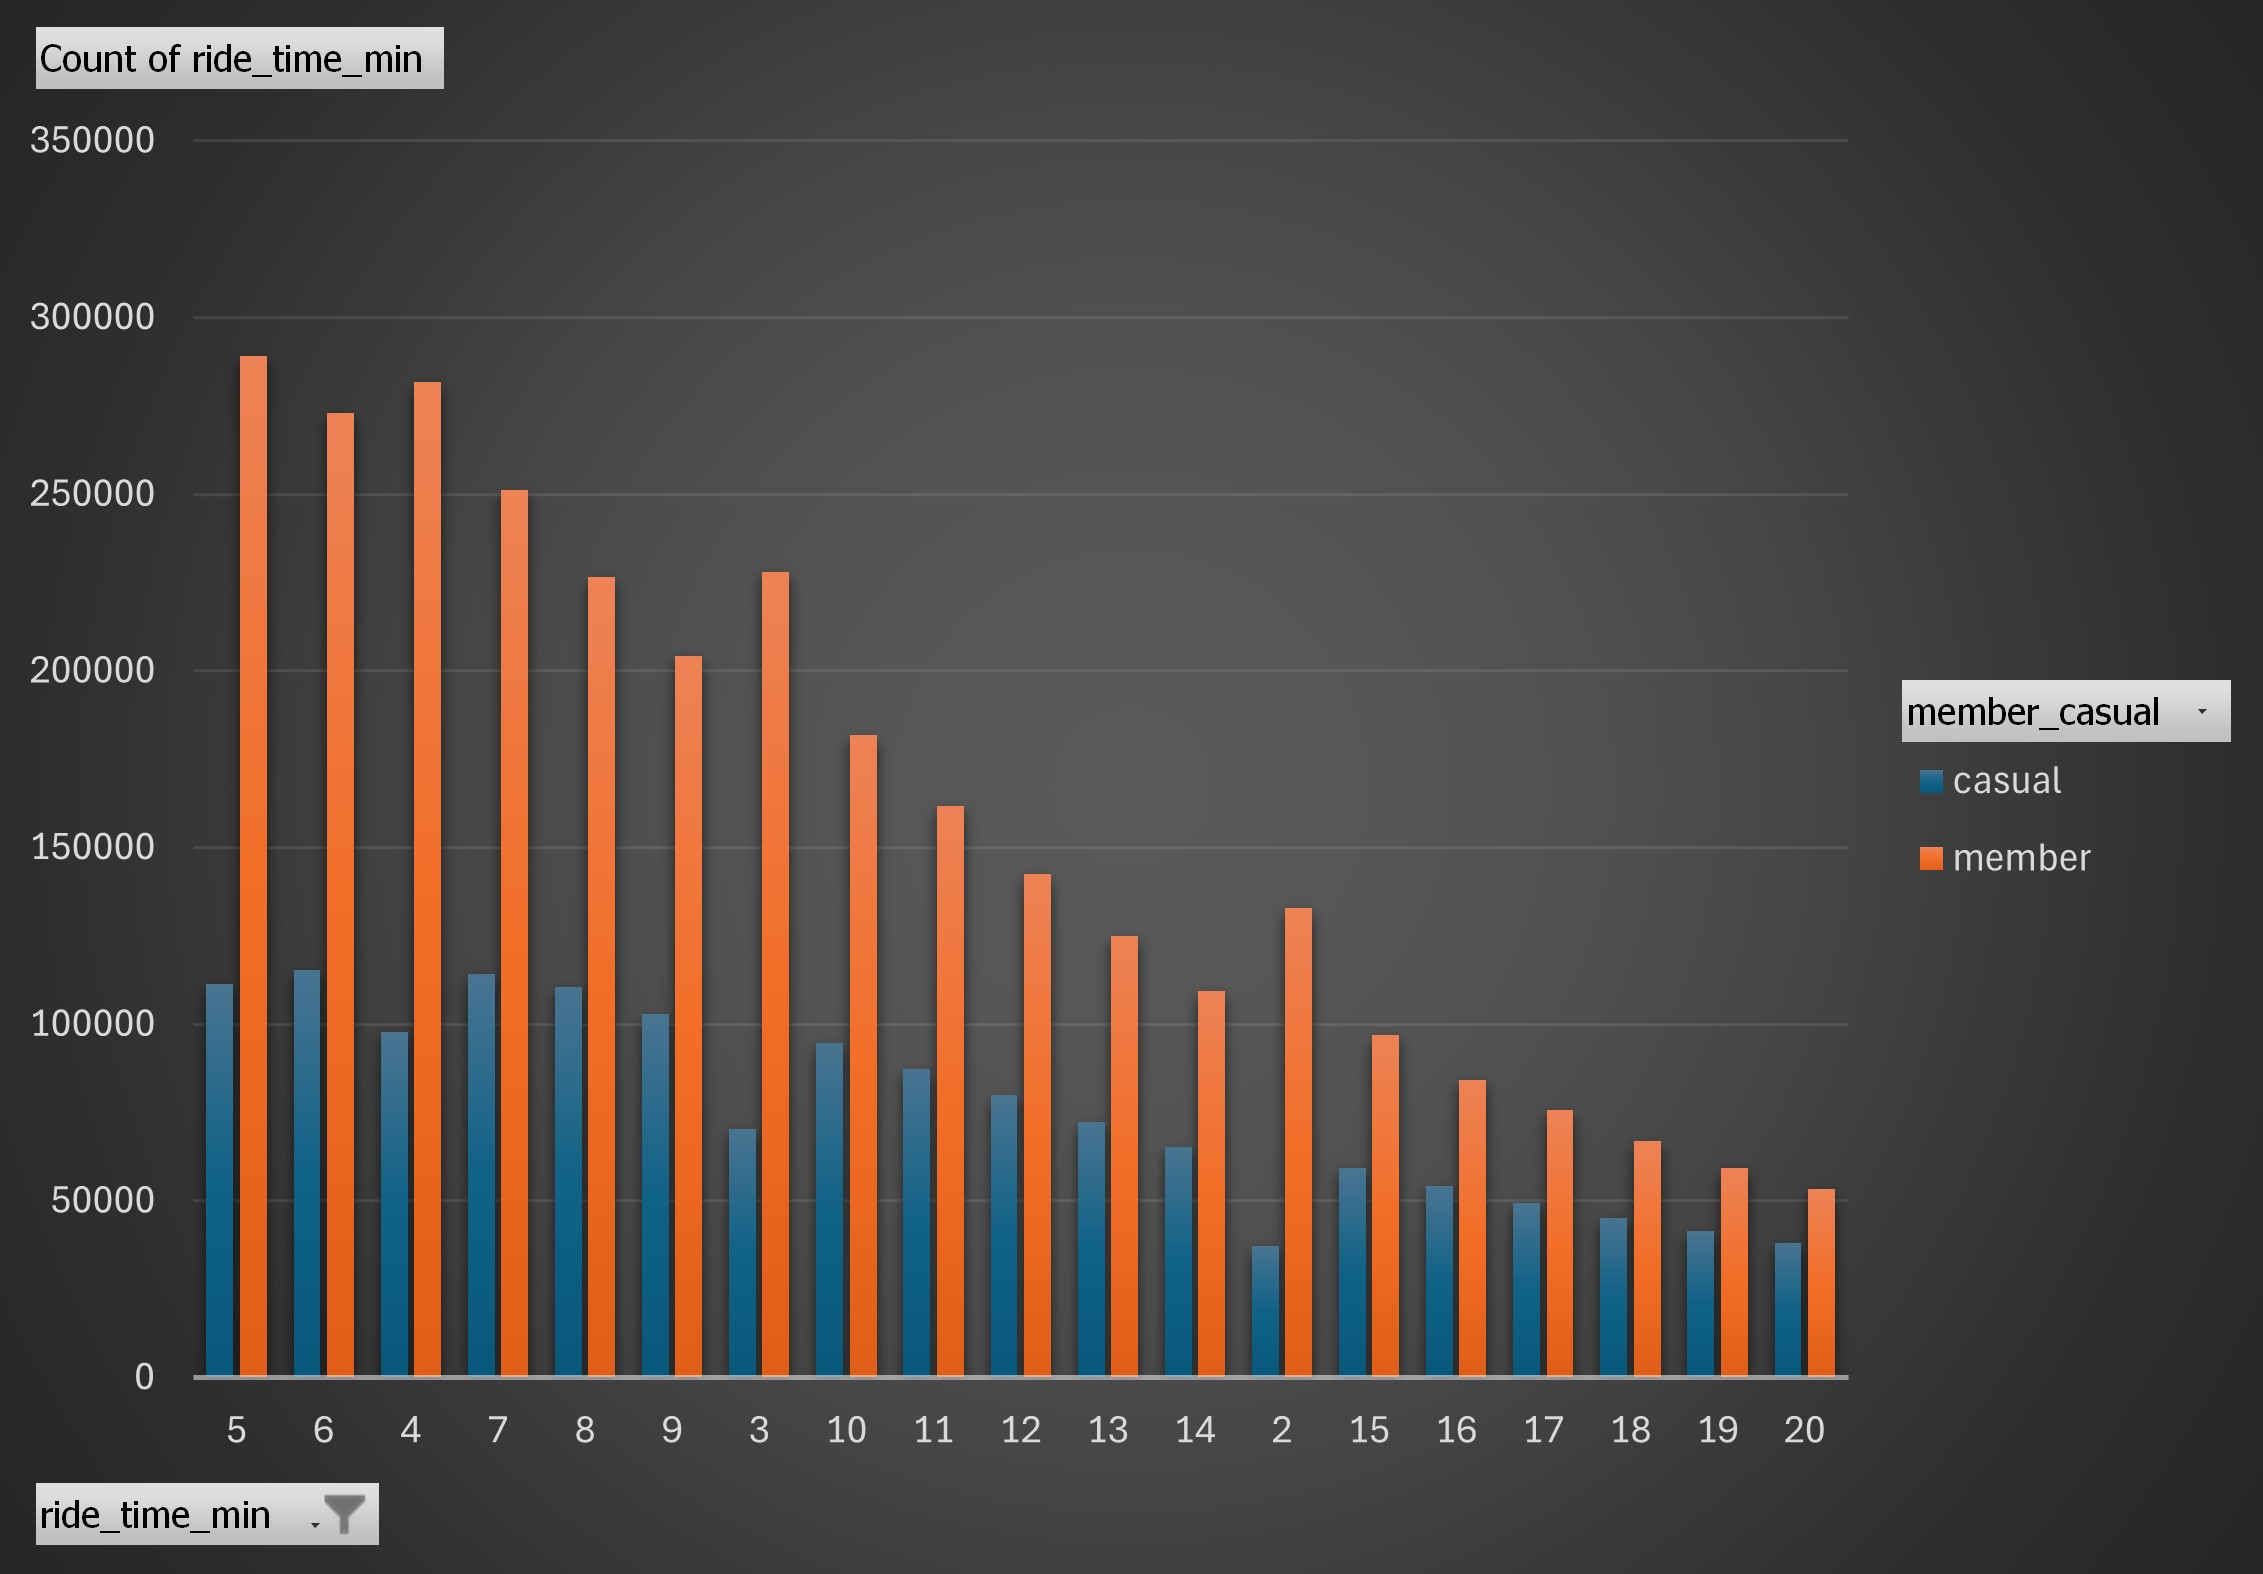 Count of ride_time_min
350000
300000
250000
200000
150000
100000
50000
0
5 6 4 7 8 9 3 10 11 12 13 14 2 15 16 17 18 19 20
member_casual
casual
member
ride_time_min